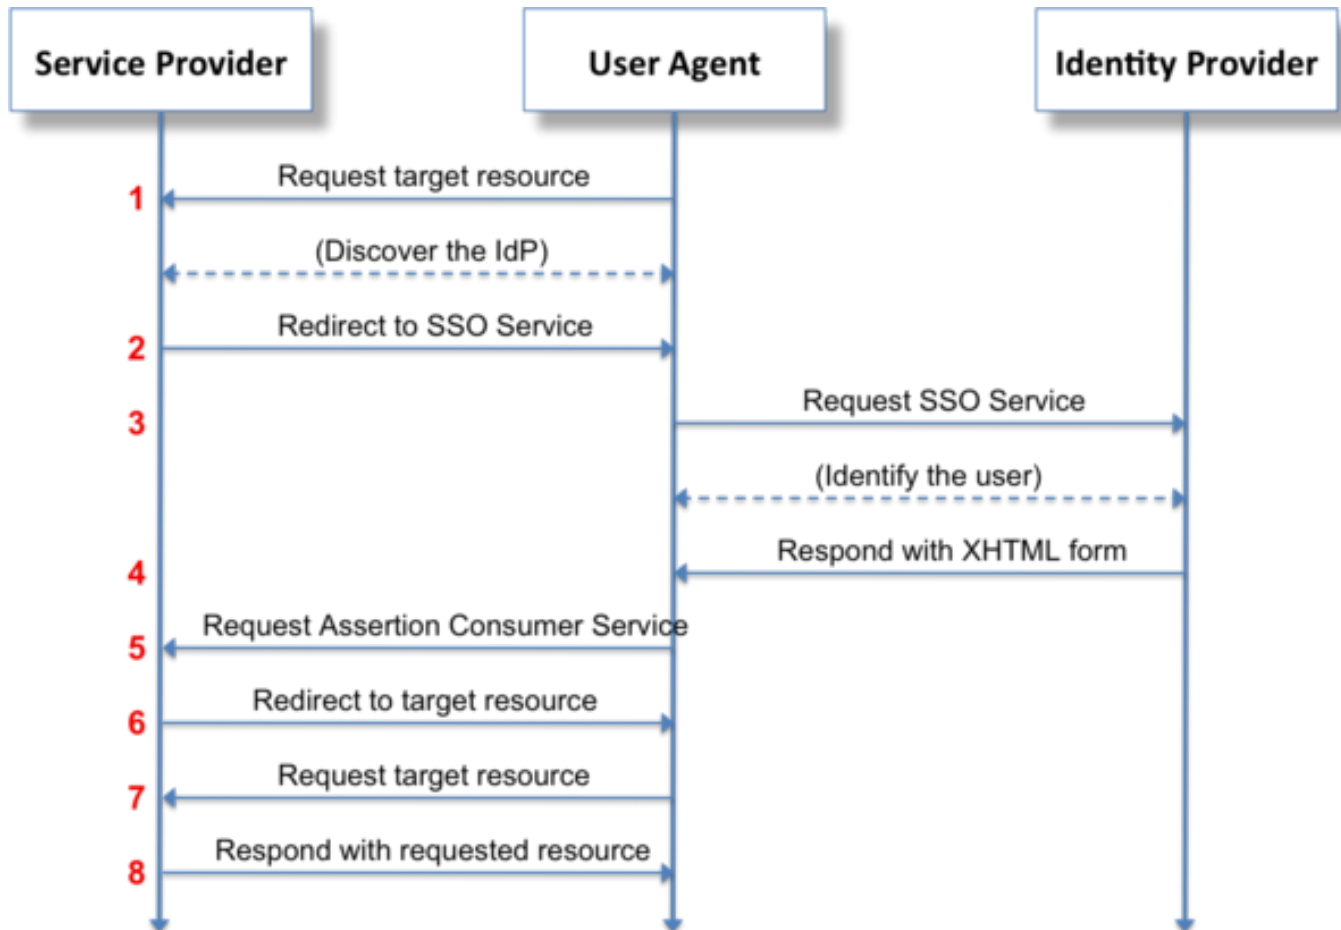 Service Provider
User Agent
Identity Provider
Request target resource
1
(Discover the IdP)
Redirect to SSO Service
2
Request SSO Service
3
(Identify the user)
Respond with XHTML form
4
Request Assertion Consumer Service
5
Redirect to target resource
6
Request target resource
7
Respond with requested resource
8